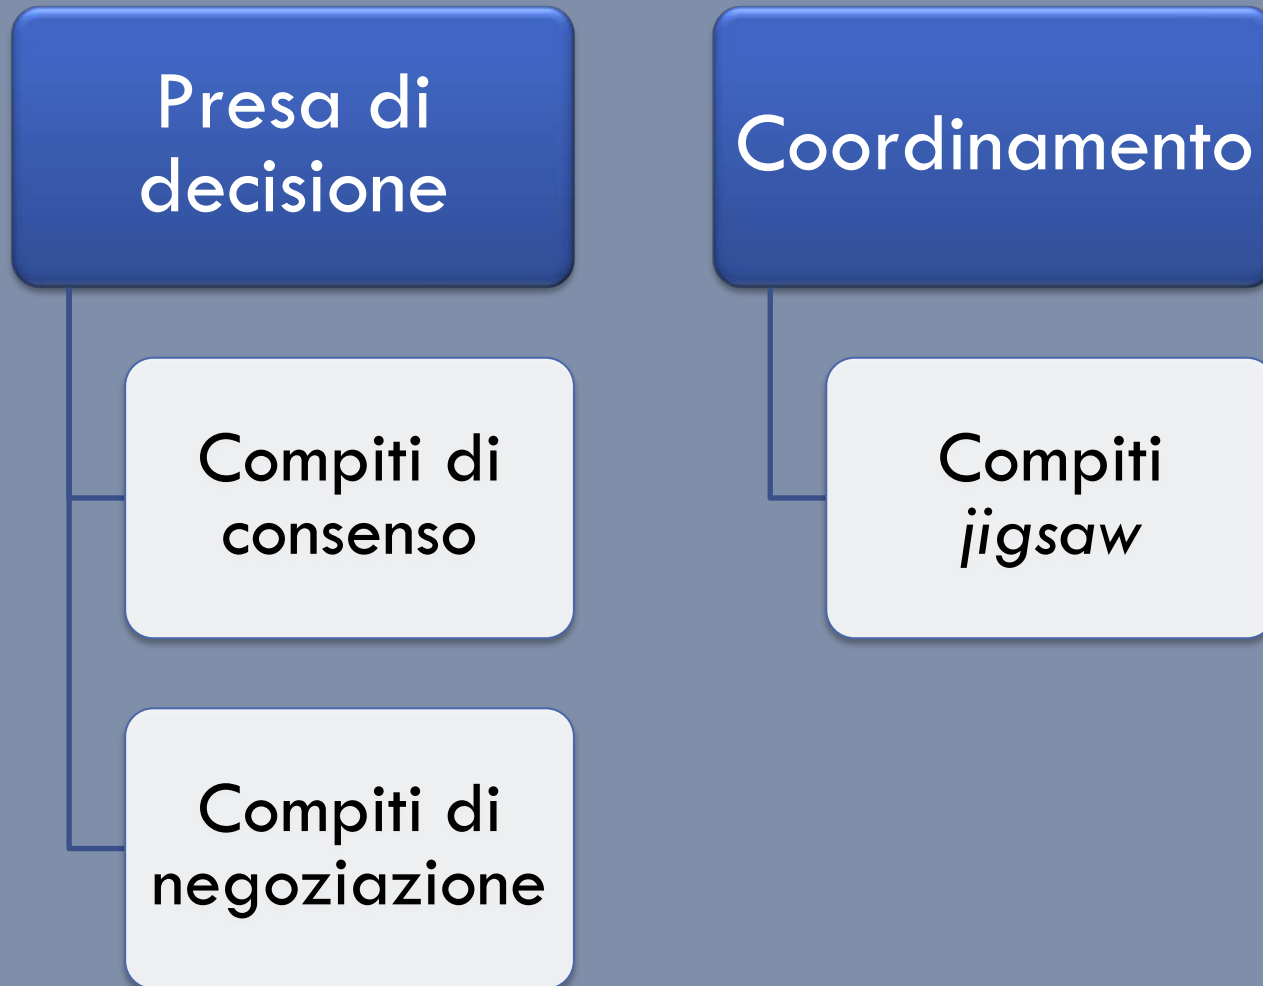 Presa di
decisione
Compiti di
consenso
Compiti di
negoziazione
Coordinamento
Compiti
jigsaw